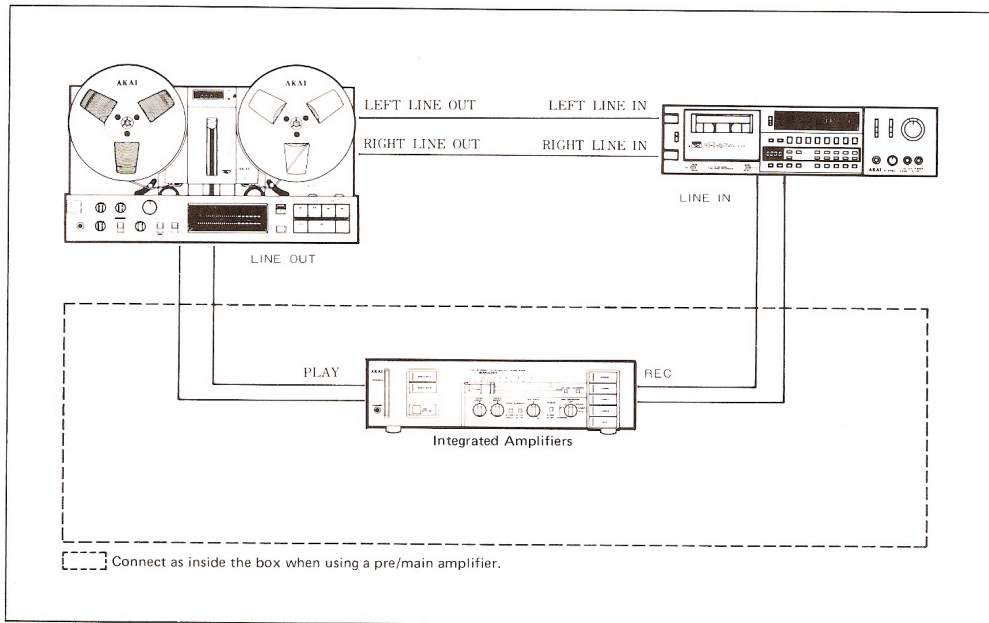 AKAI
AKAI
LEFT LINE OUT
LEFT LINE IN
RIGHT LINE OUT
RIGHT LINE IN
AKAI
LINE IN
LINE OUT
PLAY
AKAI
REC
Integrated Amplifiers
Connect as inside the box when using a pre/main amplifier.